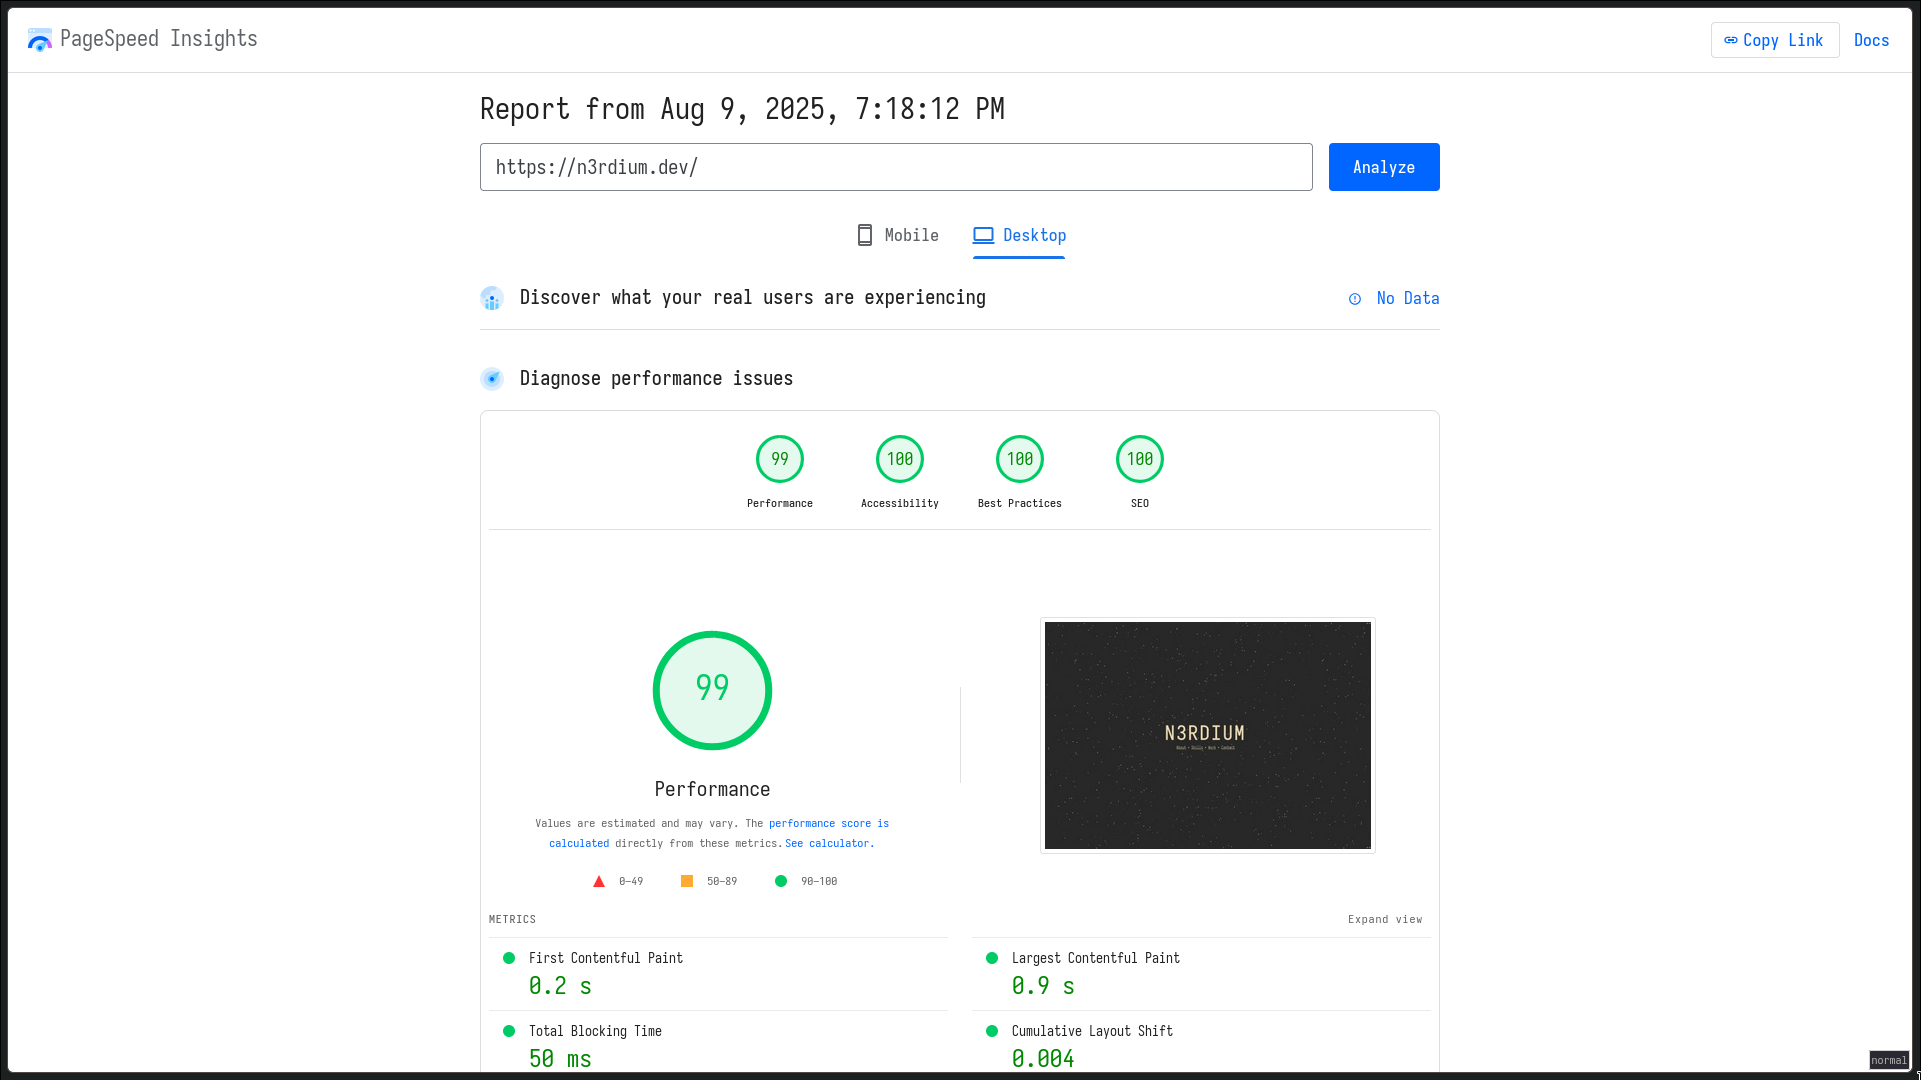 PageSpeed Insights
Copy Link
Docs
Report from Aug 9, 2025, 7:18:12 PM
https://n3rdium.dev/
Analyze
Mobile
Desktop
Discover what your real users are experiencing
No Data
Diagnose performance issues
99
100
100
100
Performance
Accessibility
Best Practices
SEO
99
Performance
Values are estimated and may vary. The performance score is
calculated directly from these metrics. See calculator.
0–49
50–89
90–100
N3RDIUM
METRICS
Expand view
First Contentful Paint
0.2 s
Largest Contentful Paint
0.9 s
Total Blocking Time
50 ms
Cumulative Layout Shift
0.004
normal